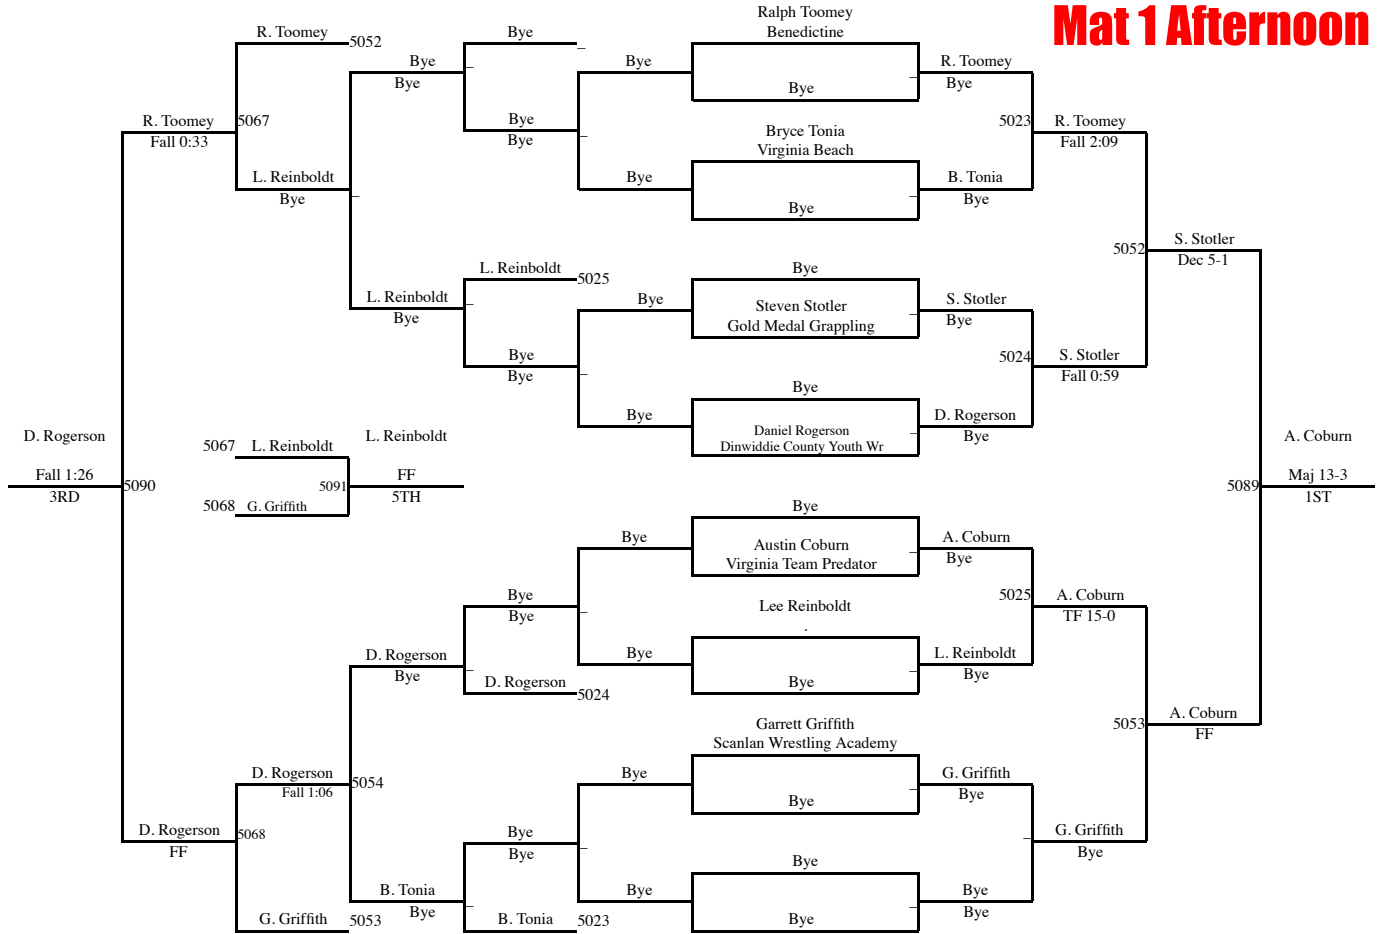 Mat 1 Afternoon
Ralph Toomey
R. Toomey
5052
Bye
Benedictine
Bye
Bye
Bye
R. Toomey
Bye
Bye
Bye
R. Toomey
5067
Bye
Bryce Tonia
5023
R. Toomey
Fall 0:33
Bye
Virginia Beach
Fall 2:09
L. Reinboldt
Bye
B. Tonia
Bye
Bye
Bye
5052
S. Stotler
Dec 5-1
L. Reinboldt
5025
Bye
L. Reinboldt
Bye
Bye
Steven Stotler
S. Stotler
Gold Medal Grappling
Bye
Bye
Bye
5024
S. Stotler
Fall 0:59
Bye
Bye
D. Rogerson
Daniel Rogerson
Bye
Dinwiddie County Youth Wr
D. Rogerson
L. Reinboldt
A. Coburn
5067
L. Reinboldt
Fall 1:26
5090
5091
FF
5089
Maj 13-3
3RD
5068
G. Griffith
5TH
1ST
Bye
Bye
Austin Coburn
A. Coburn
Virginia Team Predator
Bye
Bye
Bye
Lee Reinboldt
.
5025
A. Coburn
TF 15-0
D. Rogerson
Bye
Bye
L. Reinboldt
Bye
D. Rogerson
5024
Bye
Garrett Griffith
Scanlan Wrestling Academy
5053
A. Coburn
FF
D. Rogerson
Fall 1:06
5054
Bye
Bye
G. Griffith
Bye
D. Rogerson
5068
FF
Bye
Bye
G. Griffith
Bye
Bye
B. Tonia
Bye
Bye
Bye
Bye
G. Griffith
5053
B. Tonia
5023
Bye